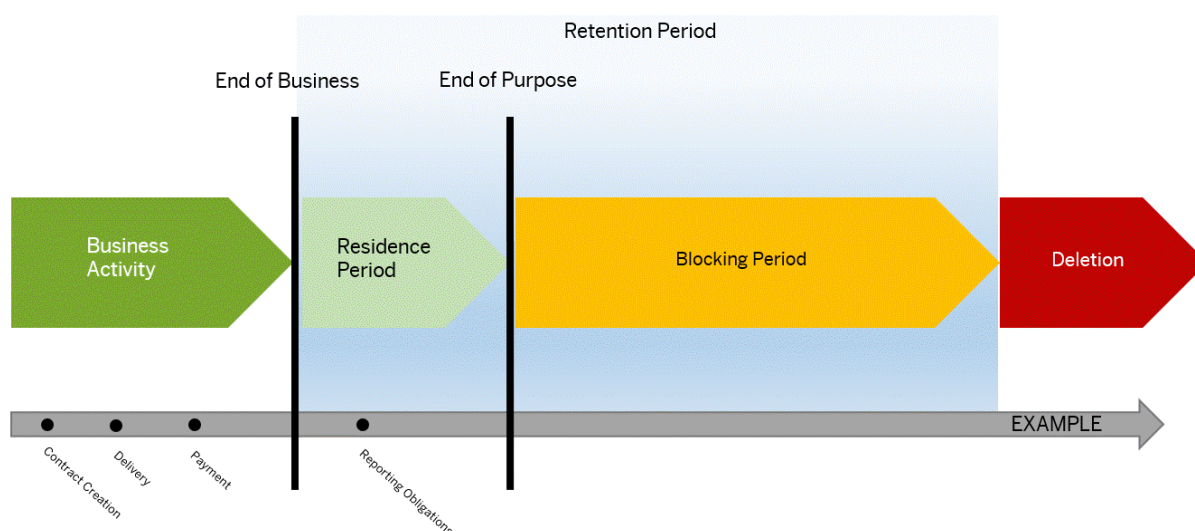 Retention Period
End of Business
End of Purpose
Business
Activity
Residence
Period
Blocking Period
Deletion
EXAMPLE
Contract Creation
Delivery
Payment
Reporting Obligations